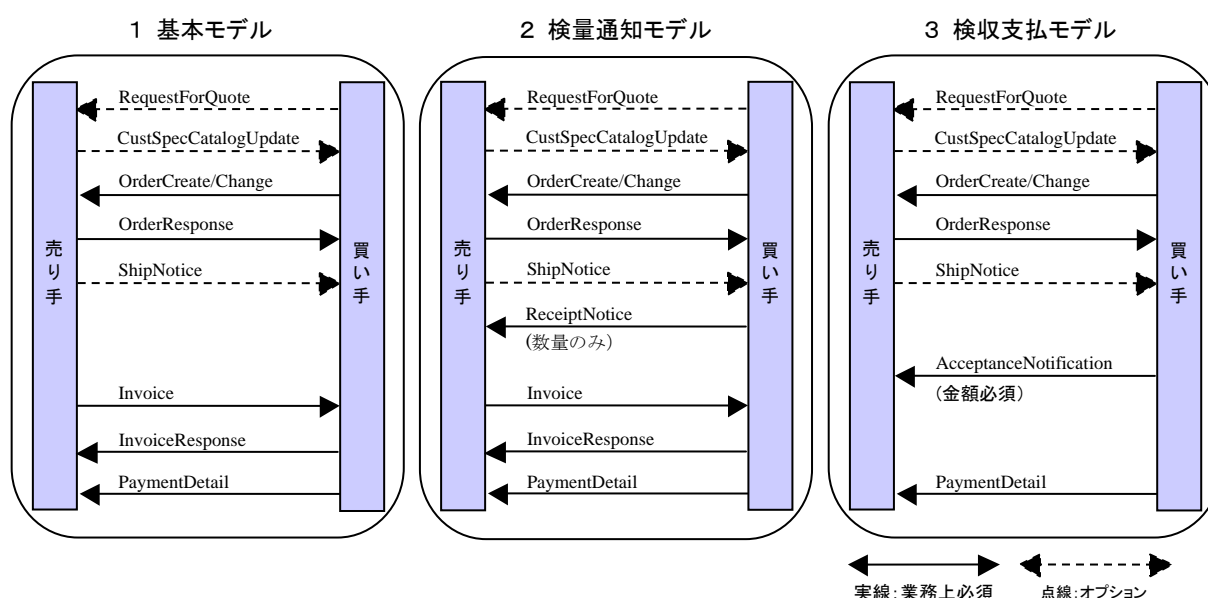 1 基本モデル
RequestForQuote
CustSpecCatalogUpdate
OrderCreate/Change
OrderResponse
ShipNotice
Invoice
InvoiceResponse
PaymentDetail
売り手
買い手
2 検量通知モデル
RequestForQuote
CustSpecCatalogUpdate
OrderCreate/Change
OrderResponse
ShipNotice
ReceiptNotice
(数量のみ)
Invoice
InvoiceResponse
PaymentDetail
売り手
買い手
3 検収支払モデル
RequestForQuote
CustSpecCatalogUpdate
OrderCreate/Change
OrderResponse
ShipNotice
AcceptanceNotification
(金額必須)
PaymentDetail
売り手
買い手
実線:業務上必須
点線:オプション